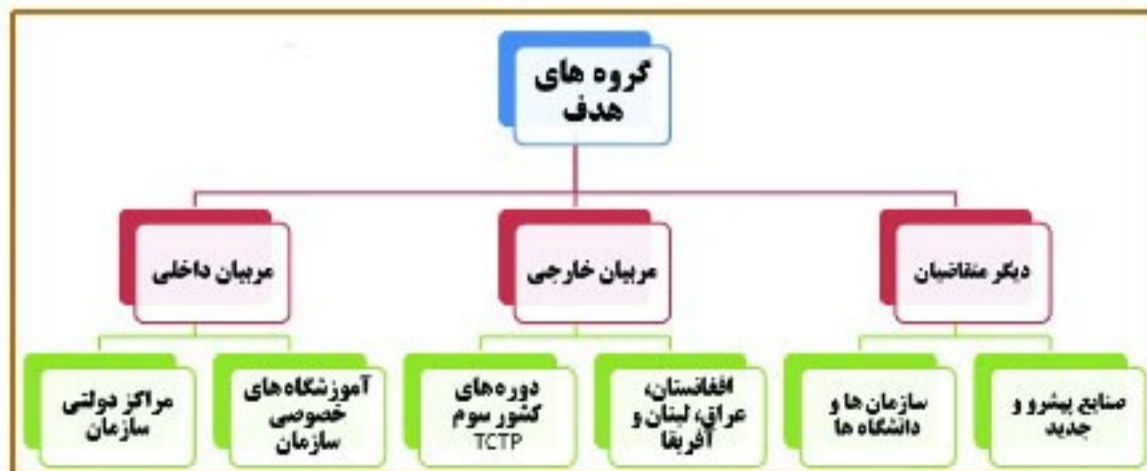 گروه های
هدف
دیگر متقاضیان
مربیان خارجی
مربیان داخلی
صنایع پیشرو و
جدید
سازمان ها و
دانشگاه ها
افغانستان،
عراق، لبنان و
آفریقا
دوره‌های
کشور سوم
TCTP
آموزشگاه‌های
خصوصی
سازمان
مراکز دولتی
سازمان